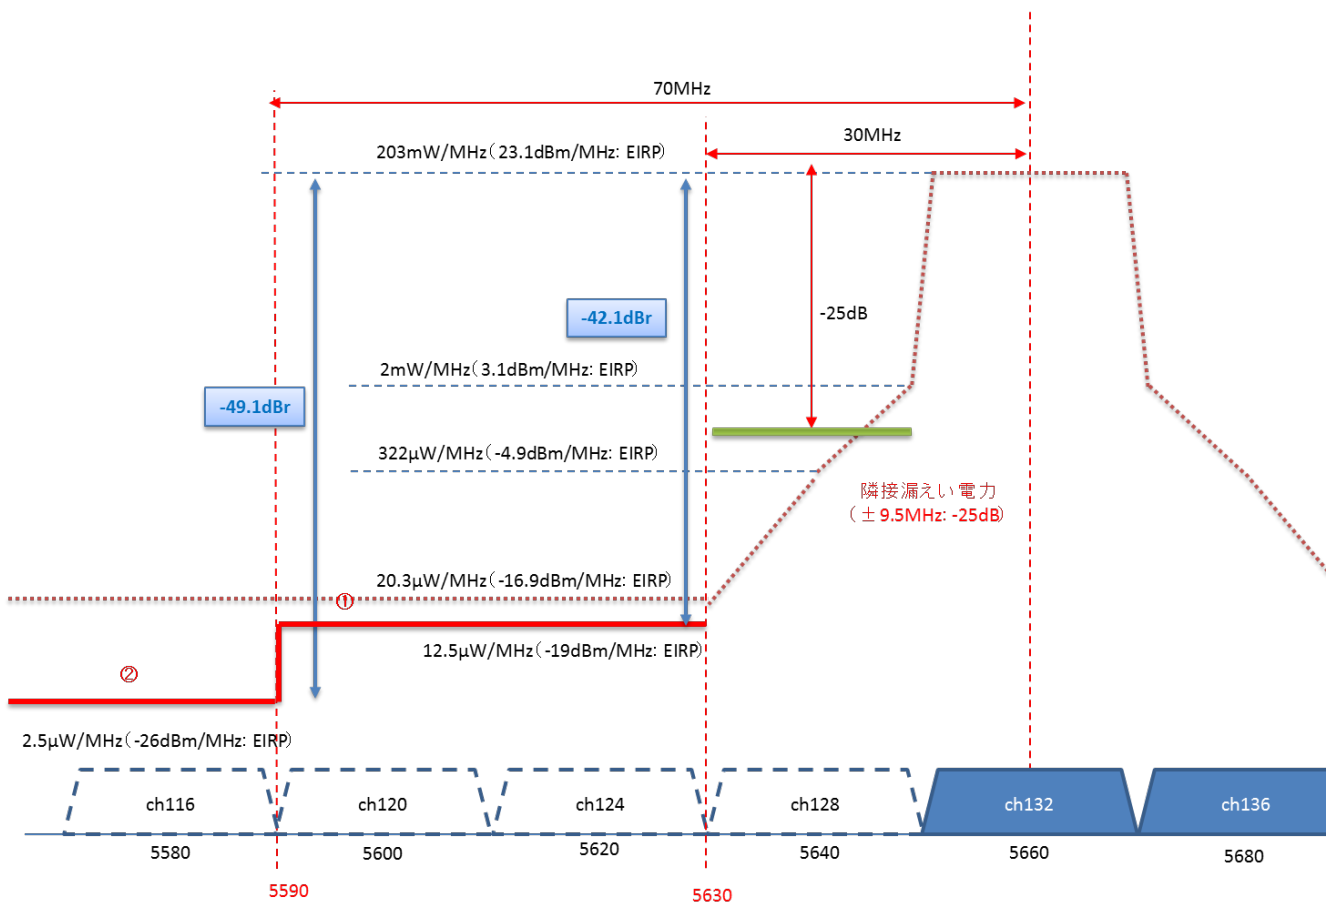 70MHz
30MHz
203mW/MHz(23.1dBm/MHz: EIRP)
-42.1dBr
-25dB
2mW/MHz(3.1dBm/MHz: EIRP)
-49.1dBr
322μW/MHz(-4.9dBm/MHz: EIRP)
隣接漏えい電力
(±9.5MHz: -25dB)
20.3μW/MHz(-16.9dBm/MHz: EIRP)
①
12.5μW/MHz(-19dBm/MHz: EIRP)
②
2.5μW/MHz(-26dBm/MHz: EIRP)
ch116 ch120 ch124 ch128 ch132 ch136
5580 5600 5620 5640 5660 5680
5590 5630